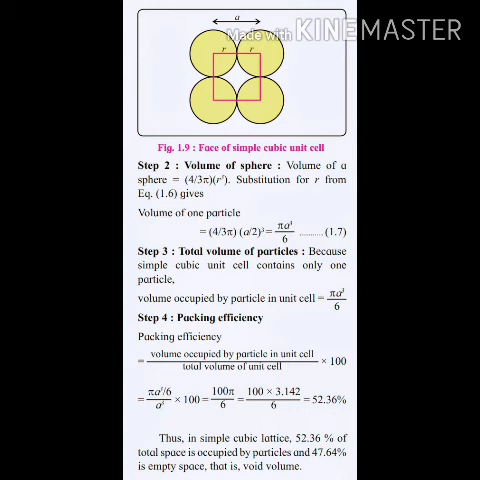 a
Made with KINEMASTER
r r
Fig. 1.9 : Face of simple cubic unit cell
Step 2 : Volume of sphere : Volume of a
sphere = (4/3π)(r³). Substitution for r from
Eq. (1.6) gives
Volume of one particle
= (4/3π) (a/2)³ = πa³/6 ..........(1.7)
Step 3 : Total volume of particles : Because
simple cubic unit cell contains only one
particle,
volume occupied by particle in unit cell = πa³/6
Step 4 : Packing efficiency
Packing efficiency
= volume occupied by particle in unit cell / total volume of unit cell × 100
= πa³/6 / a³ × 100 = 100π/6 = 100 × 3.142/6 = 52.36%
Thus, in simple cubic lattice, 52.36 % of
total space is occupied by particles and 47.64%
is empty space, that is, void volume.